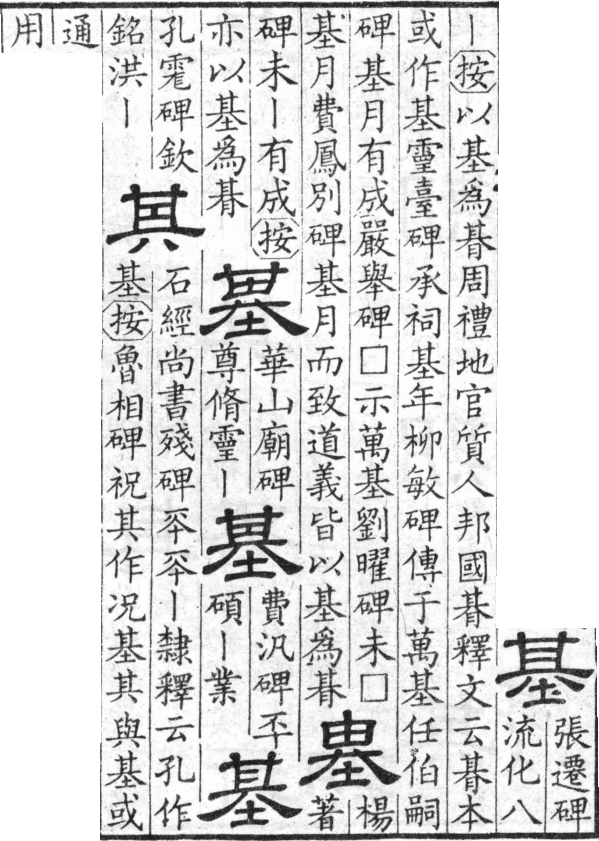 基
張遷碑
流化八
丨按以基爲朞周禮地官質人邦國朞釋文云朞本
或作基靈臺碑承祠基年柳敏碑傳于萬基任伯嗣
碑基月有成嚴舉碑□示萬基劉曜碑未□
基月費鳳別碑基月而致道義皆以基爲朞
基
楊
著
碑未丨有成按
亦以基爲朞
基
華山廟碑
尊脩靈丨
基
費汎碑丕
碩丨業
基
孔碑欽
銘洪丨
其
石經尚書殘碑丕丕丨隸釋云孔作
基按魯相碑祝其作況基其與基或
通
用